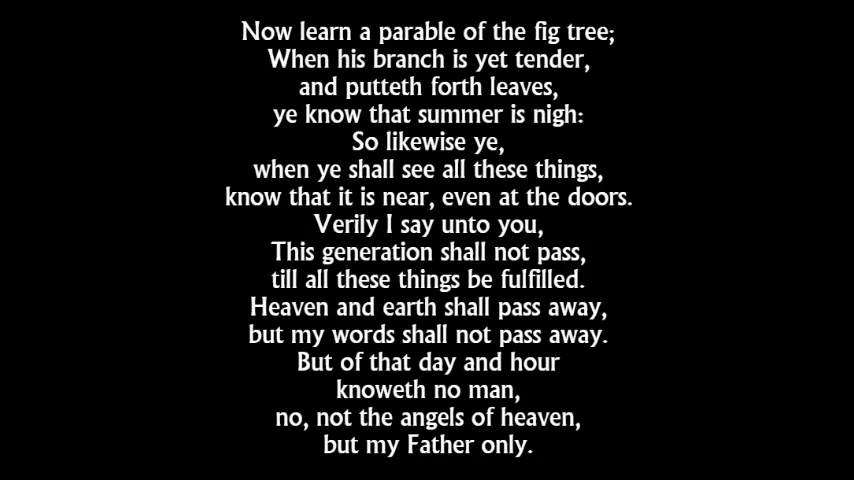 Now learn a parable of the fig tree;
When his branch is yet tender,
and putteth forth leaves,
ye know that summer is nigh:
So likewise ye,
when ye shall see all these things,
know that it is near, even at the doors.
Verily I say unto you,
This generation shall not pass,
till all these things be fulfilled.
Heaven and earth shall pass away,
but my words shall not pass away.
But of that day and hour
knoweth no man,
no, not the angels of heaven,
but my Father only.